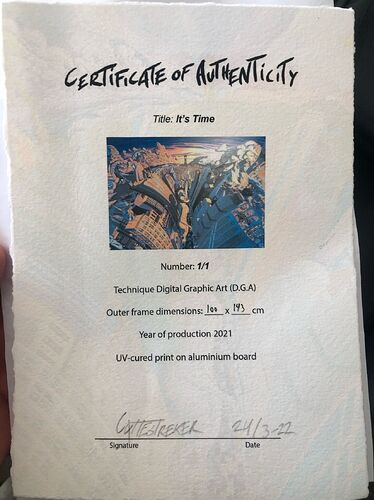 CERTIFICATE OF AUTHENTICITY
Title: It's Time
Number: 1/1
Technique Digital Graphic Art (D.G.A)
Outer frame dimensions: 100 x 143 cm
Year of production 2021
UV-cured print on aluminium board
24/3-22
Signature Date